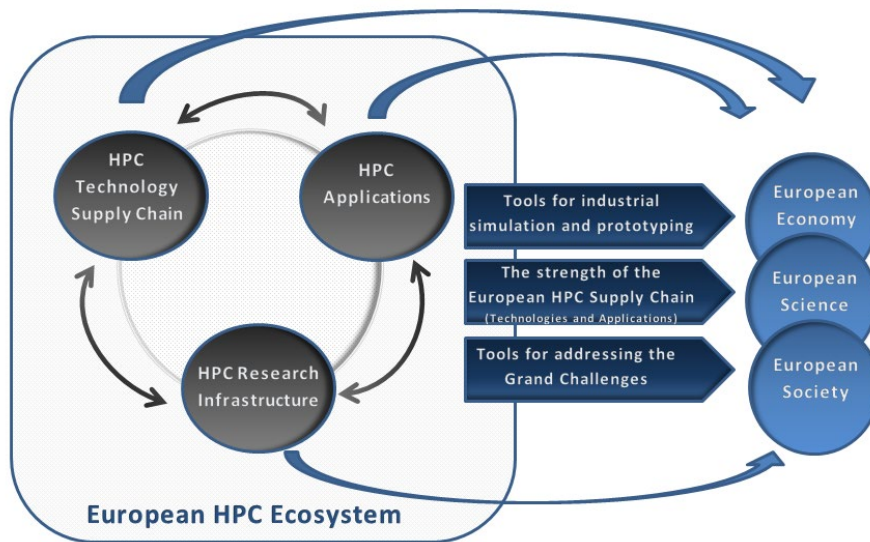 HPC
Technology
Supply Chain
HPC
Applications
HPC Research
Infrastructure
European HPC Ecosystem
Tools for industrial
simulation and prototyping
The strength of the
European HPC Supply Chain
(Technologies and Applications)
Tools for addressing the
Grand Challenges
European
Economy
European
Science
European
Society